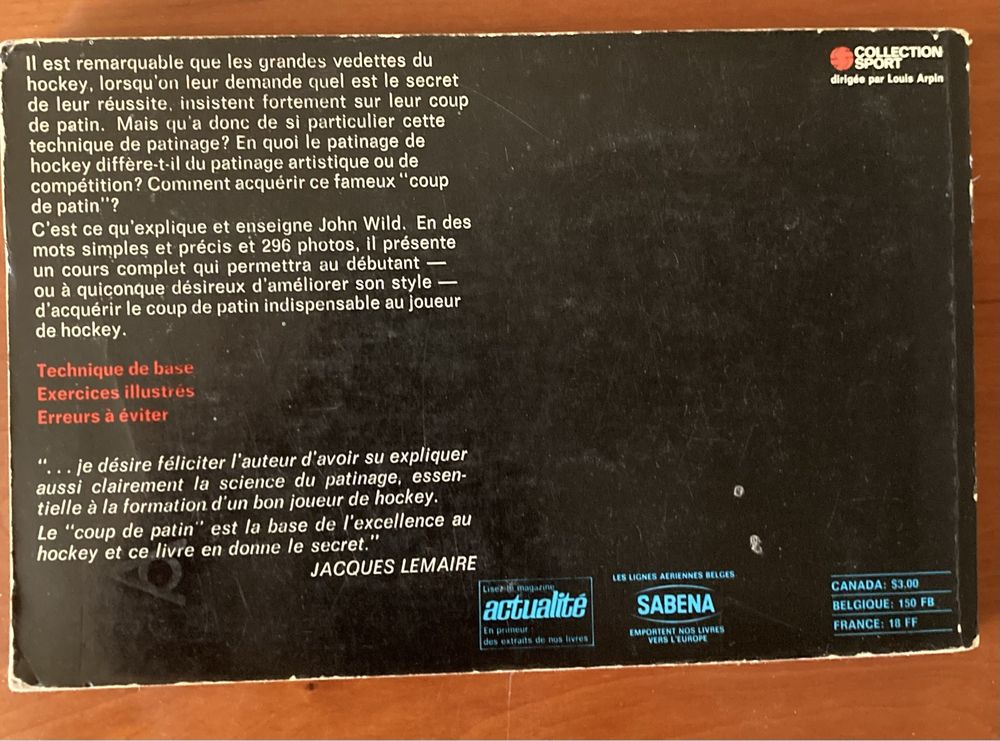 Il est remarquable que les grandes vedettes du
hockey, lorsqu'on leur demande quel est le secret
de leur réussite, insistent fortement sur leur coup
de patin. Mais qu'a donc de si particulier cette
technique de patinage? En quoi le patinage de
hockey diffère-t-il du patinage artistique ou de
compétition? Comment acquérir ce fameux "coup
de patin"?
C'est ce qu'explique et enseigne John Wild. En des
mots simples et précis et 296 photos, il présente
un cours complet qui permettra au débutant —
ou à quiconque désireux d'améliorer son style —
d'acquérir le coup de patin indispensable au joueur
de hockey.
Technique de base
Exercices illustrés
Erreurs à éviter
"... je désire féliciter l'auteur d'avoir su expliquer
aussi clairement la science du patinage, essen-
tielle à la formation d'un bon joueur de hockey.
Le "coup de patin" est la base de l'excellence au
hockey et ce livre en donne le secret."
JACQUES LEMAIRE
COLLECTION
SPORT
dirigée par Louis Arpin
Lisez le magazine
actualité
En primeur :
des extraits de nos livres
LES LIGNES AERIENNES BELGES
SABENA
EMPORTENT NOS LIVRES
VERS L'EUROPE
CANADA: $3.00
BELGIQUE: 150 FB
FRANCE: 18 FF